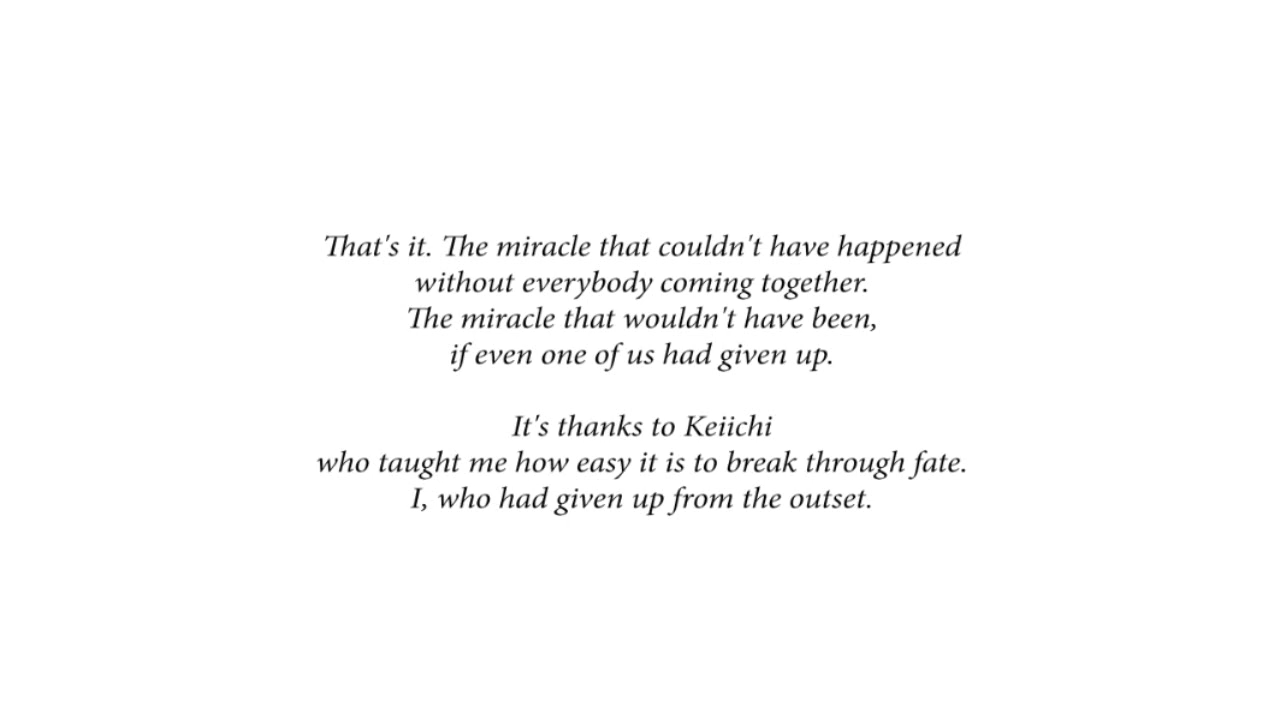 That's it. The miracle that couldn't have happened
without everybody coming together.
The miracle that wouldn't have been,
if even one of us had given up.
It's thanks to Keiichi
who taught me how easy it is to break through fate.
I, who had given up from the outset.